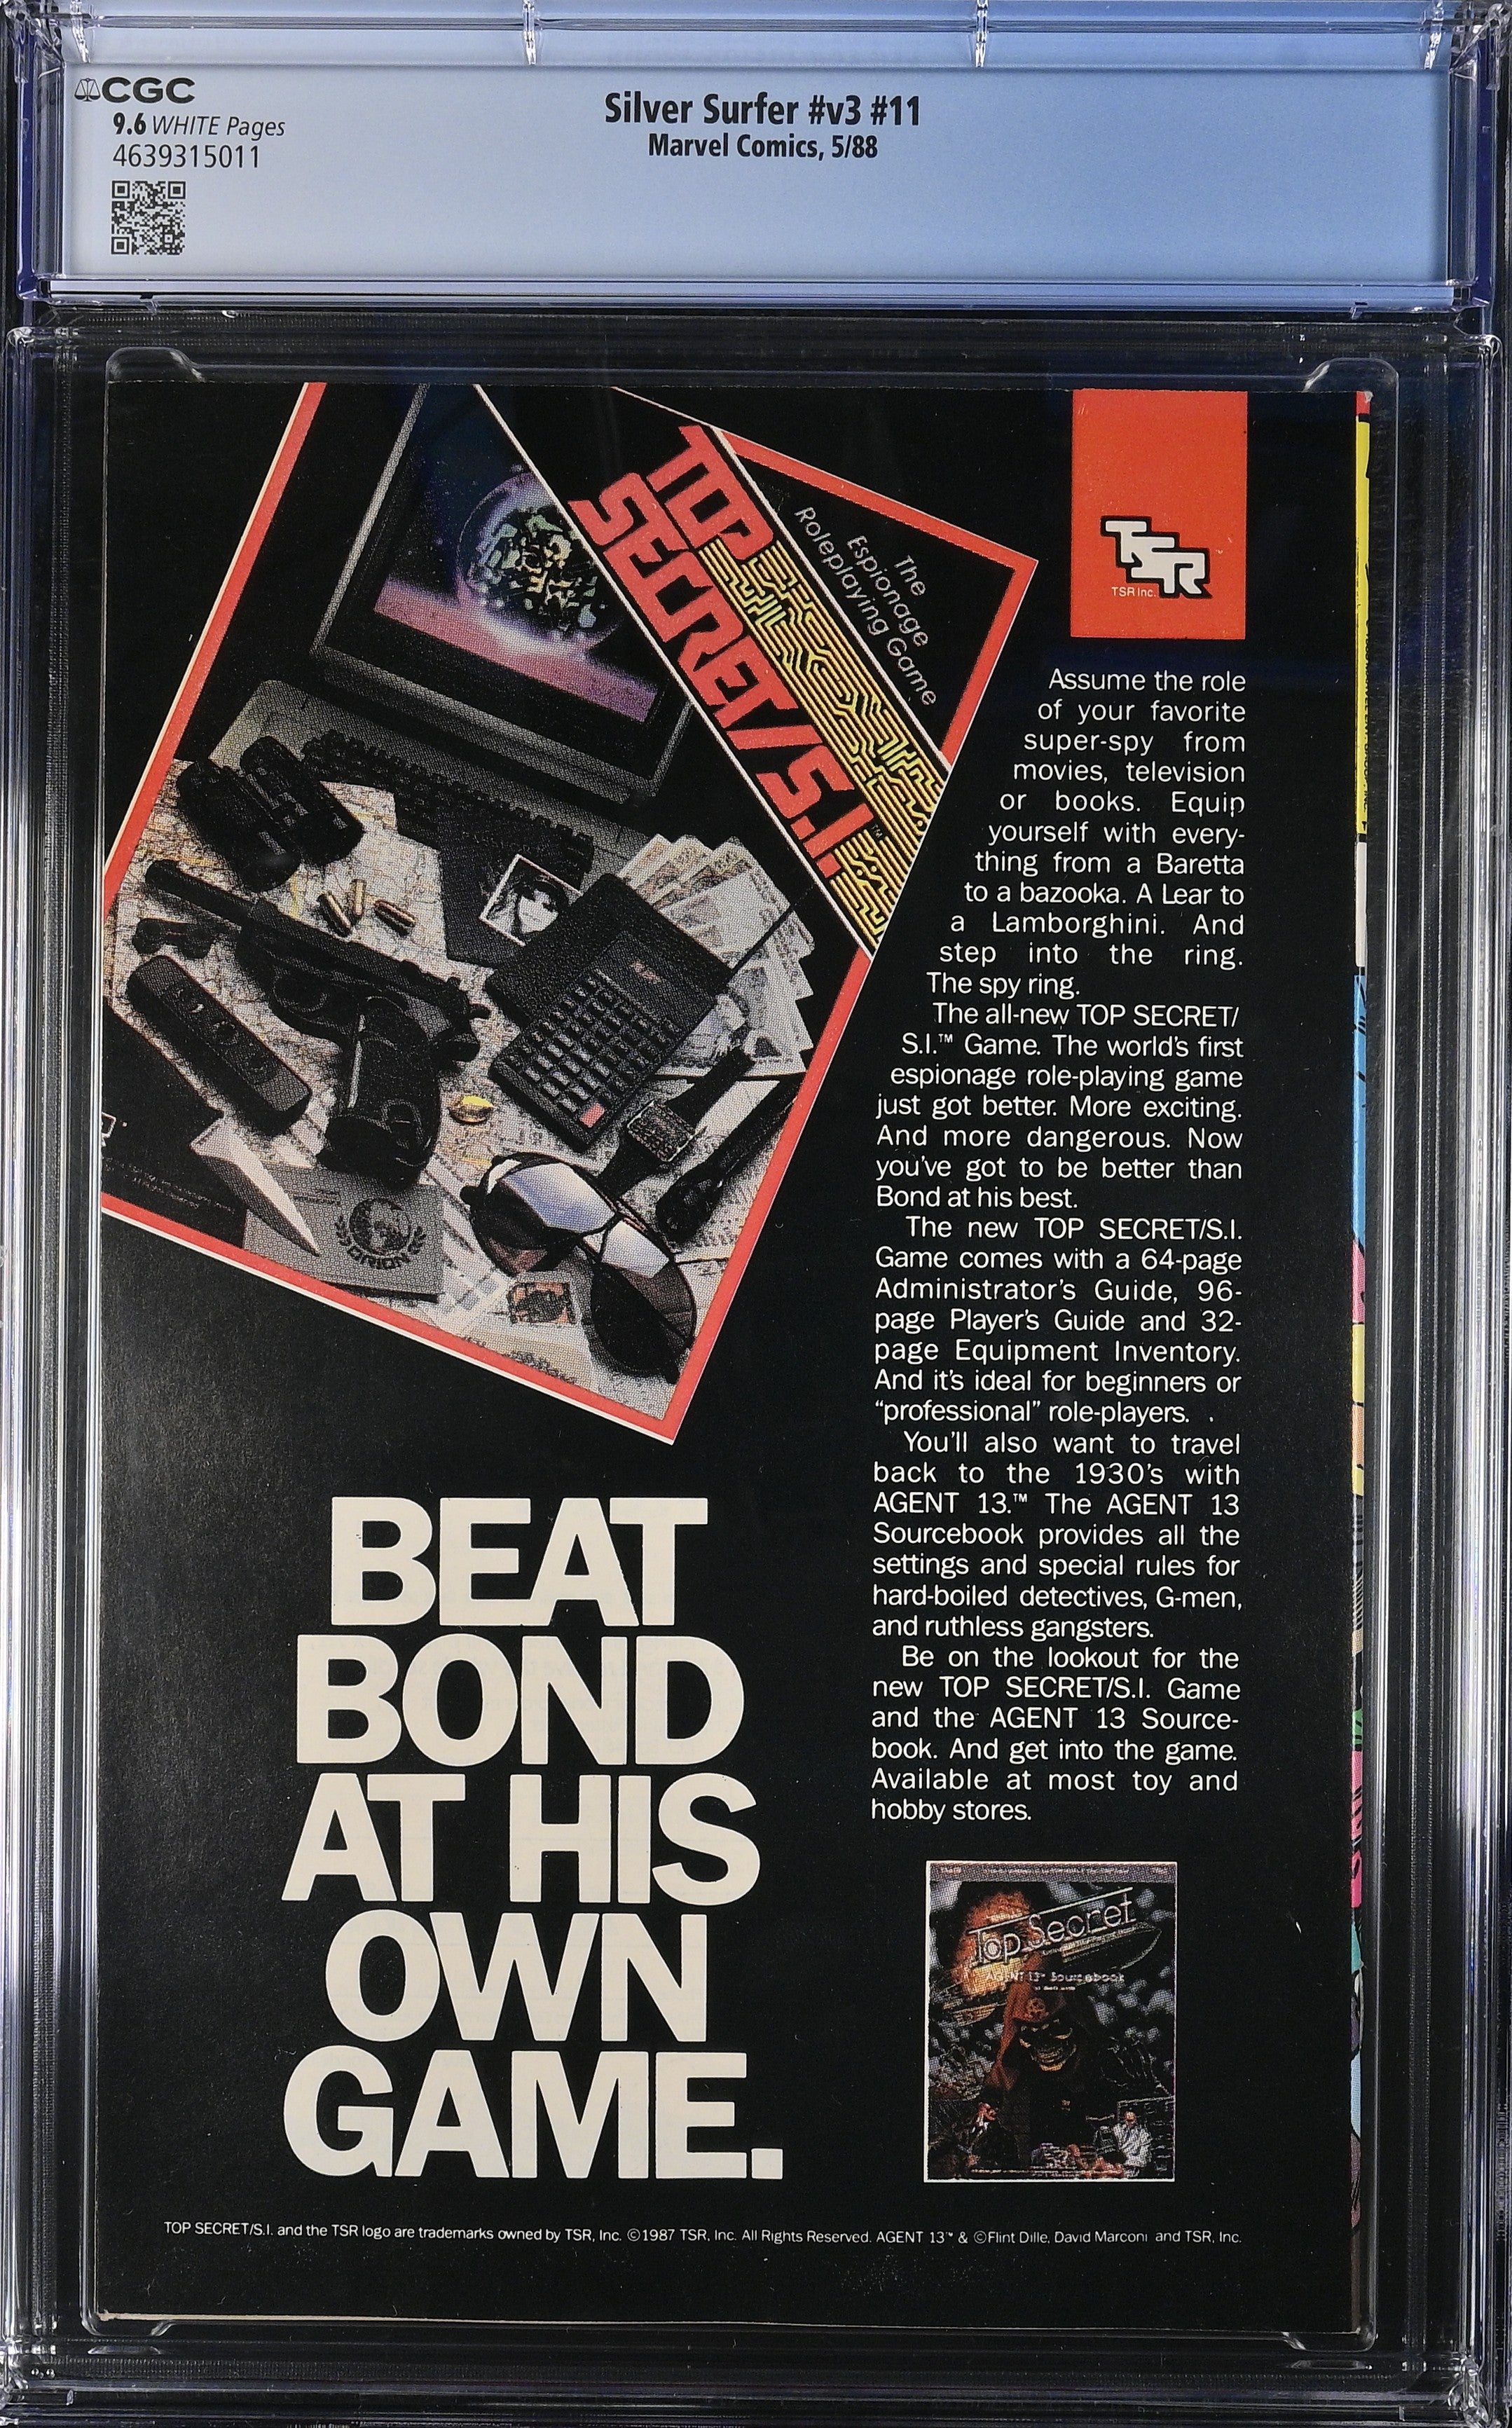 CGC
9.6 WHITE Pages
4639315011
Silver Surfer #v3 #11
Marvel Comics, 5/88
TOP
SECRET/S.I.™
The
Espionage
Roleplaying Game
ORION
TSR
TSR Inc.
Assume the role
of your favorite
super-spy from
movies, television
or books. Equip
yourself with every-
thing from a Baretta
to a bazooka. A Lear to
a Lamborghini. And
step into the ring.
The spy ring.
The all-new TOP SECRET/
S.I.™ Game. The world's first
espionage role-playing game
just got better. More exciting.
And more dangerous. Now
you've got to be better than
Bond at his best.
The new TOP SECRET/S.I.
Game comes with a 64-page
Administrator's Guide, 96-
page Player's Guide and 32-
page Equipment Inventory.
And it's ideal for beginners or
“professional” role-players.
You'll also want to travel
back to the 1930's with
AGENT 13.™ The AGENT 13
Sourcebook provides all the
settings and special rules for
hard-boiled detectives, G-men,
and ruthless gangsters.
Be on the lookout for the
new TOP SECRET/S.I. Game
and the AGENT 13 Source-
book. And get into the game.
Available at most toy and
hobby stores.
BEAT
BOND
AT HIS
OWN
GAME.
Top Secret
AGENT 13™ Sourcebook
TOP SECRET/S.I. and the TSR logo are trademarks owned by TSR, Inc. ©1987 TSR, Inc. All Rights Reserved. AGENT 13™ & ©Flint Dille, David Marconi and TSR, Inc.